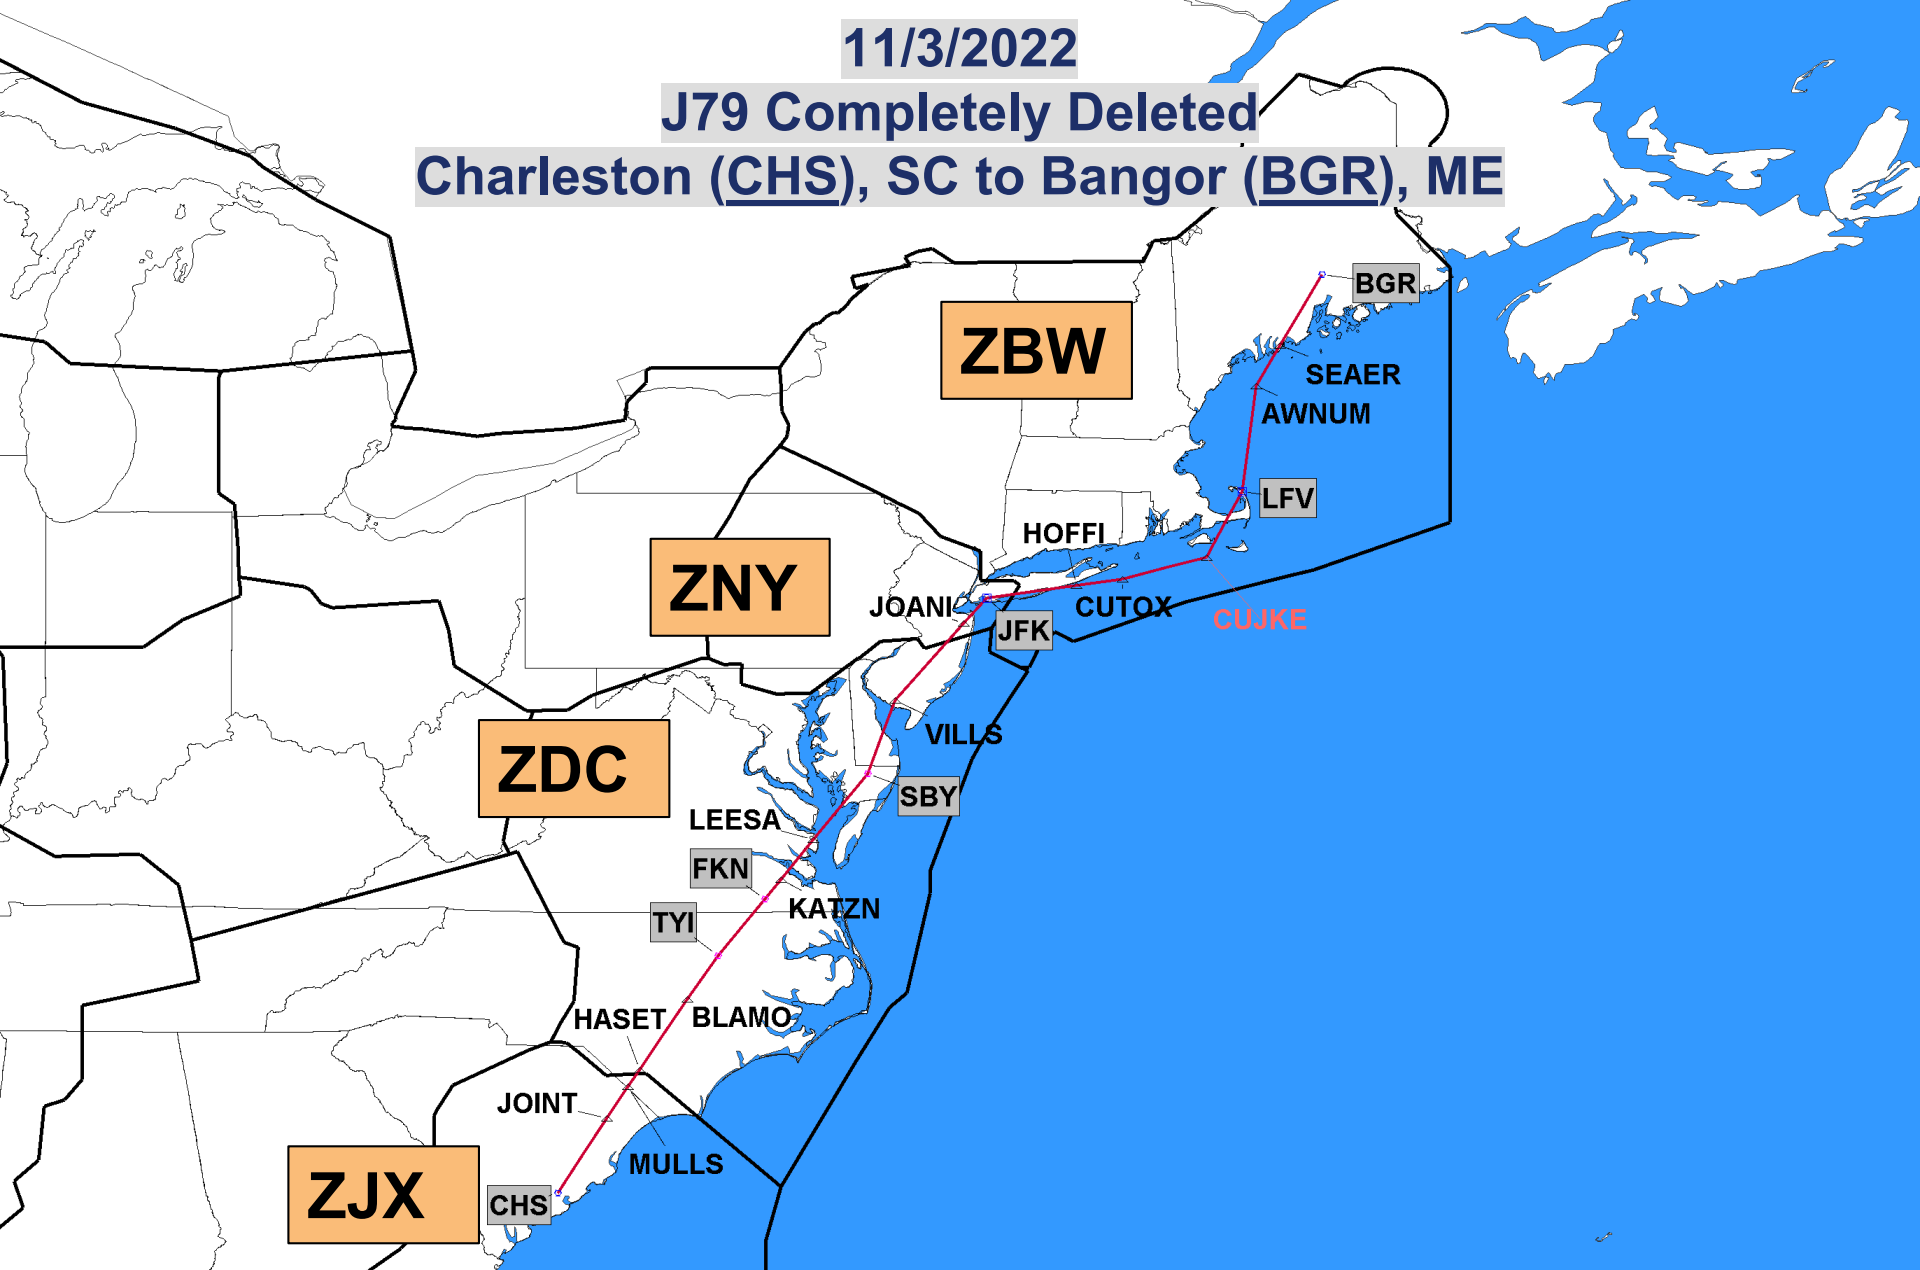 11/3/2022
J79 Completely Deleted
Charleston (CHS), SC to Bangor (BGR), ME
BGR
ZBW
SEAER
AWNUM
LFV
HOFFI
ZNY
JOANI
CUTOX
CUJKE
JFK
VILLS
ZDC
SBY
LEESA
FKN
KATZN
TYI
HASET
BLAMO
JOINT
MULLS
ZJX
CHS